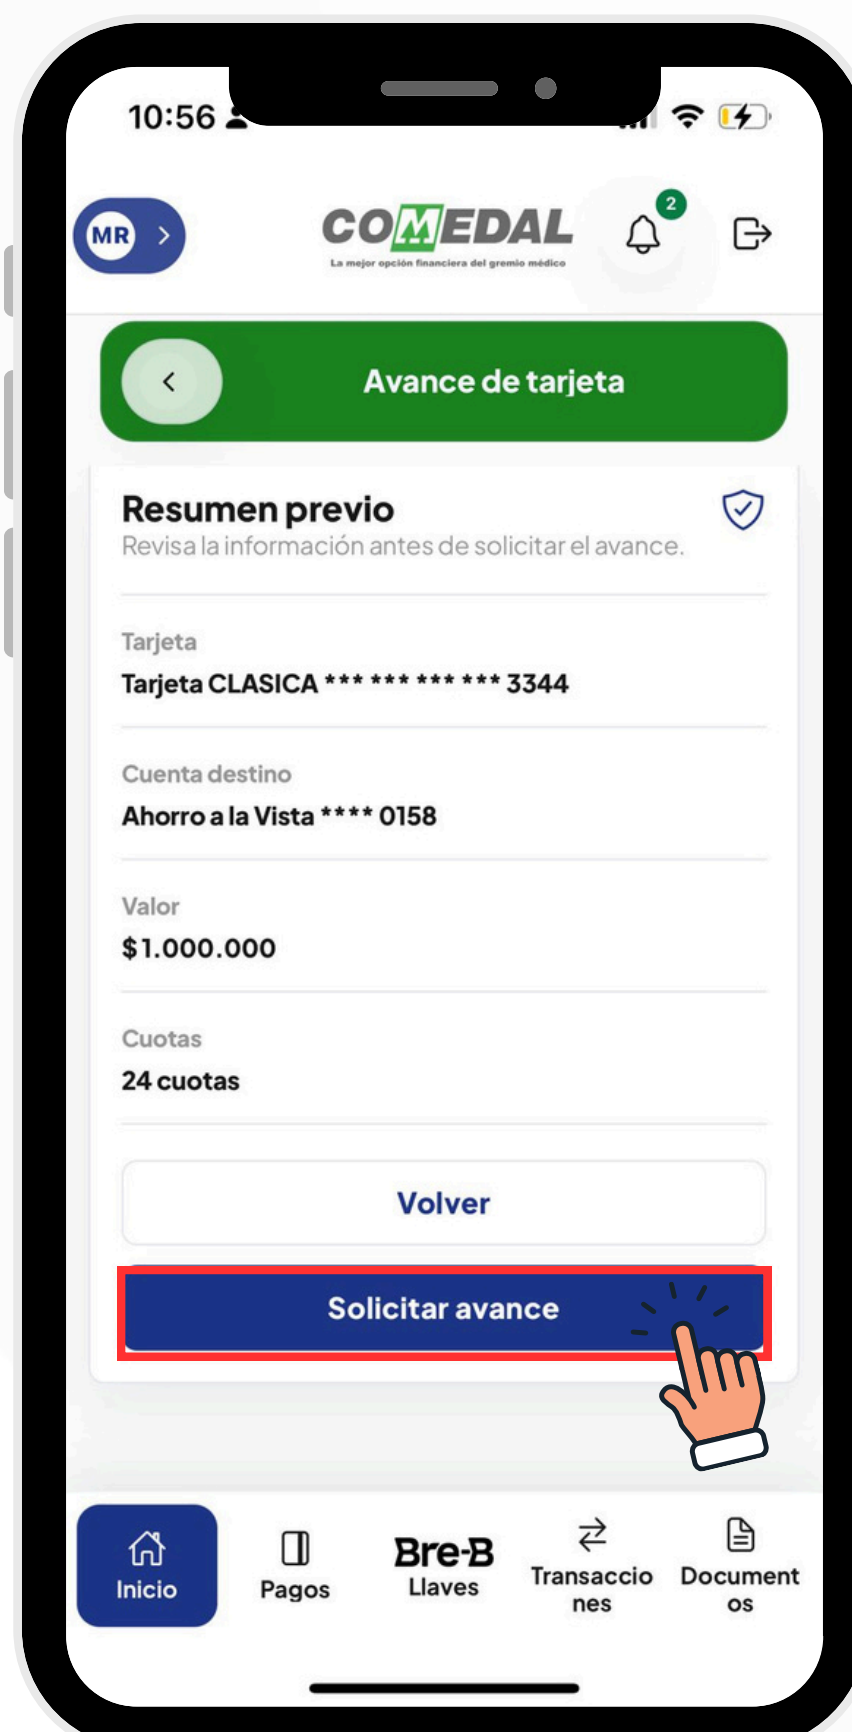 10:56
MR
COMEDAL
La mejor opción financiera del gremio médico
2
Avance de tarjeta
Resumen previo
Revisa la información antes de solicitar el avance.
Tarjeta
Tarjeta CLASICA *** *** *** *** 3344
Cuenta destino
Ahorro a la Vista **** 0158
Valor
$1.000.000
Cuotas
24 cuotas
Volver
Solicitar avance
Inicio
Pagos
Bre-B
Llaves
Transaccio
nes
Document
os